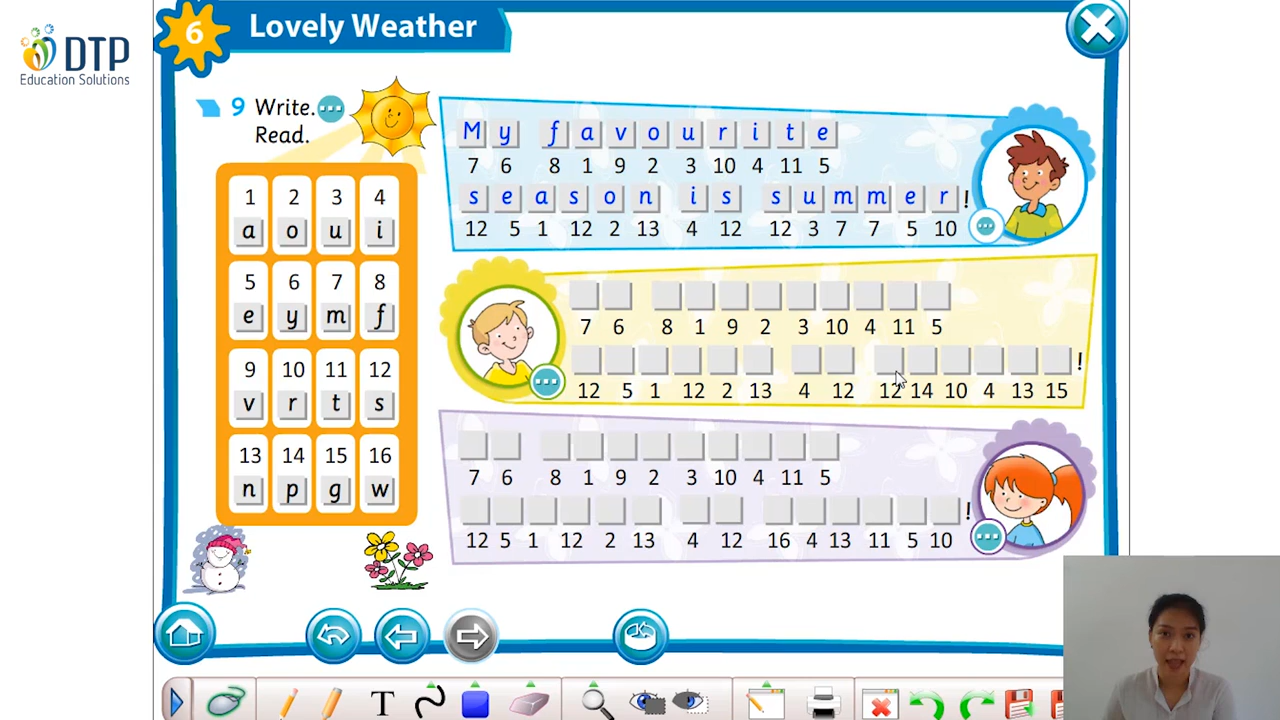 DTP
Education Solutions
6 Lovely Weather
9 Write.
Read.
1 2 3 4
a o u i
5 6 7 8
e y m f
9 10 11 12
v r t s
13 14 15 16
n p g w
My favourite
7 6 8 1 9 2 3 10 4 11 5
season is summer!
12 5 1 12 2 13 4 12 12 3 7 7 5 10
7 6 8 1 9 2 3 10 4 11 5
!
12 5 1 12 2 13 4 12 12 14 10 4 13 15
7 6 8 1 9 2 3 10 4 11 5
!
12 5 1 12 2 13 4 12 16 4 13 11 5 10
T